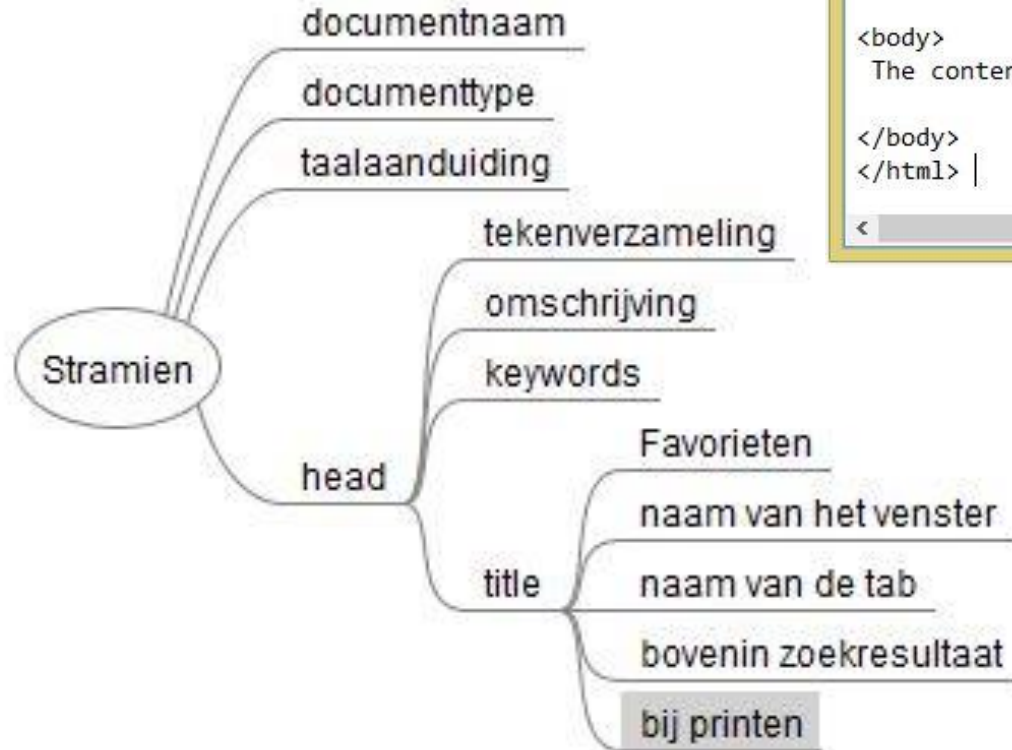 documentnaam
documenttype
taalaanduiding
tekenverzameling
omschrijving
keywords
Stramien
head
Favorieten
naam van het venster
title
naam van de tab
bovenin zoekresultaat
bij printen
<body>
The conten
</body>
</html>
<